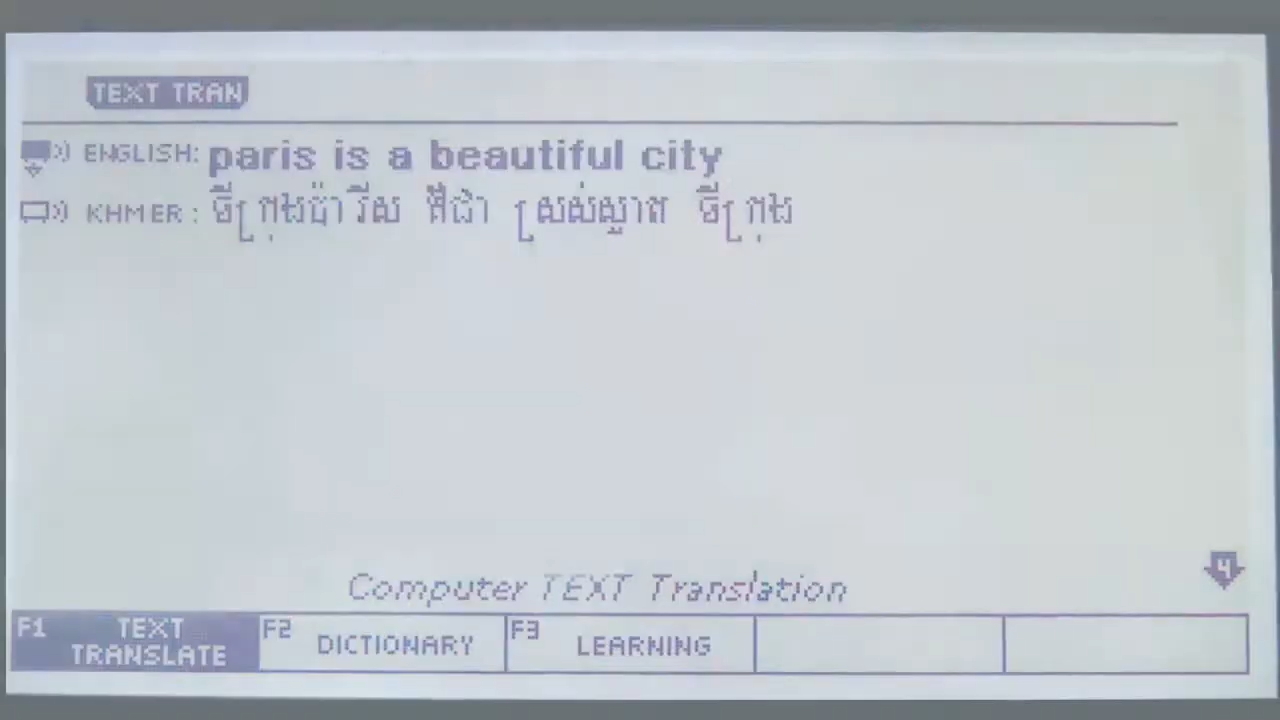 TEXT TRAN
ENGLISH: paris is a beautiful city
KHMER : ទីក្រុងប៉ារីស គឺជា ស្រស់ស្អាត ទីក្រុង
4
Computer TEXT Translation
F1 TEXT TRANSLATE
F2 DICTIONARY
F3 LEARNING